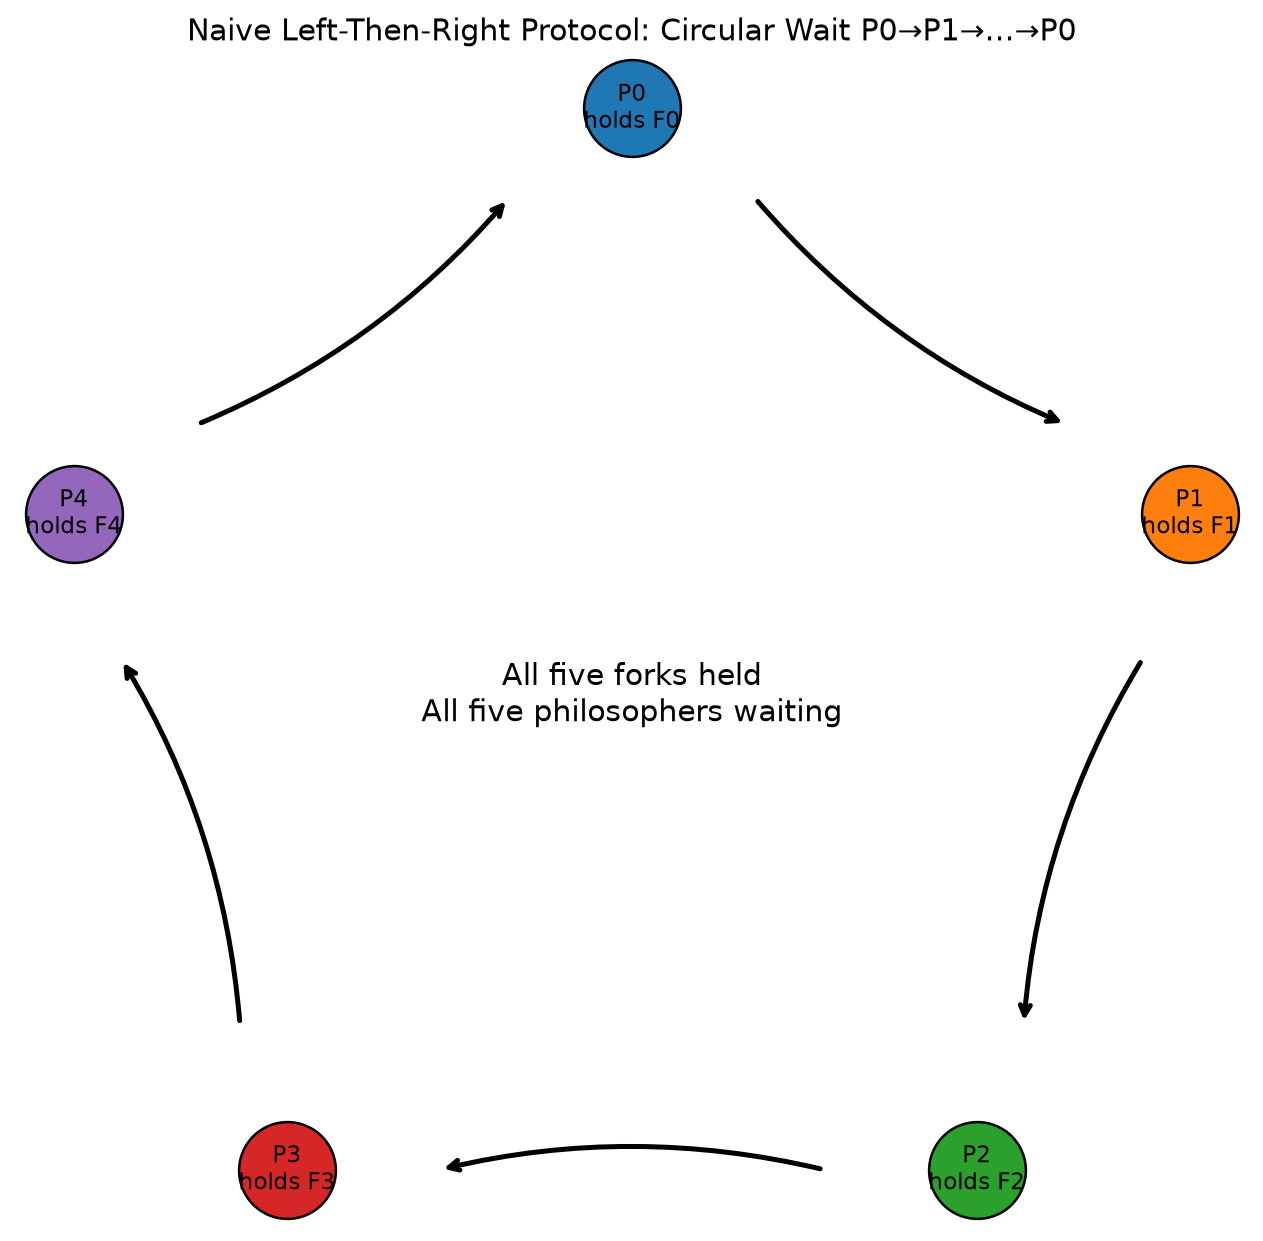 Naive Left-Then-Right Protocol: Circular Wait P0→P1→…→P0
P0
holds F0
P4
holds F4
P1
holds F1
All five forks held
All five philosophers waiting
P3
holds F3
P2
holds F2